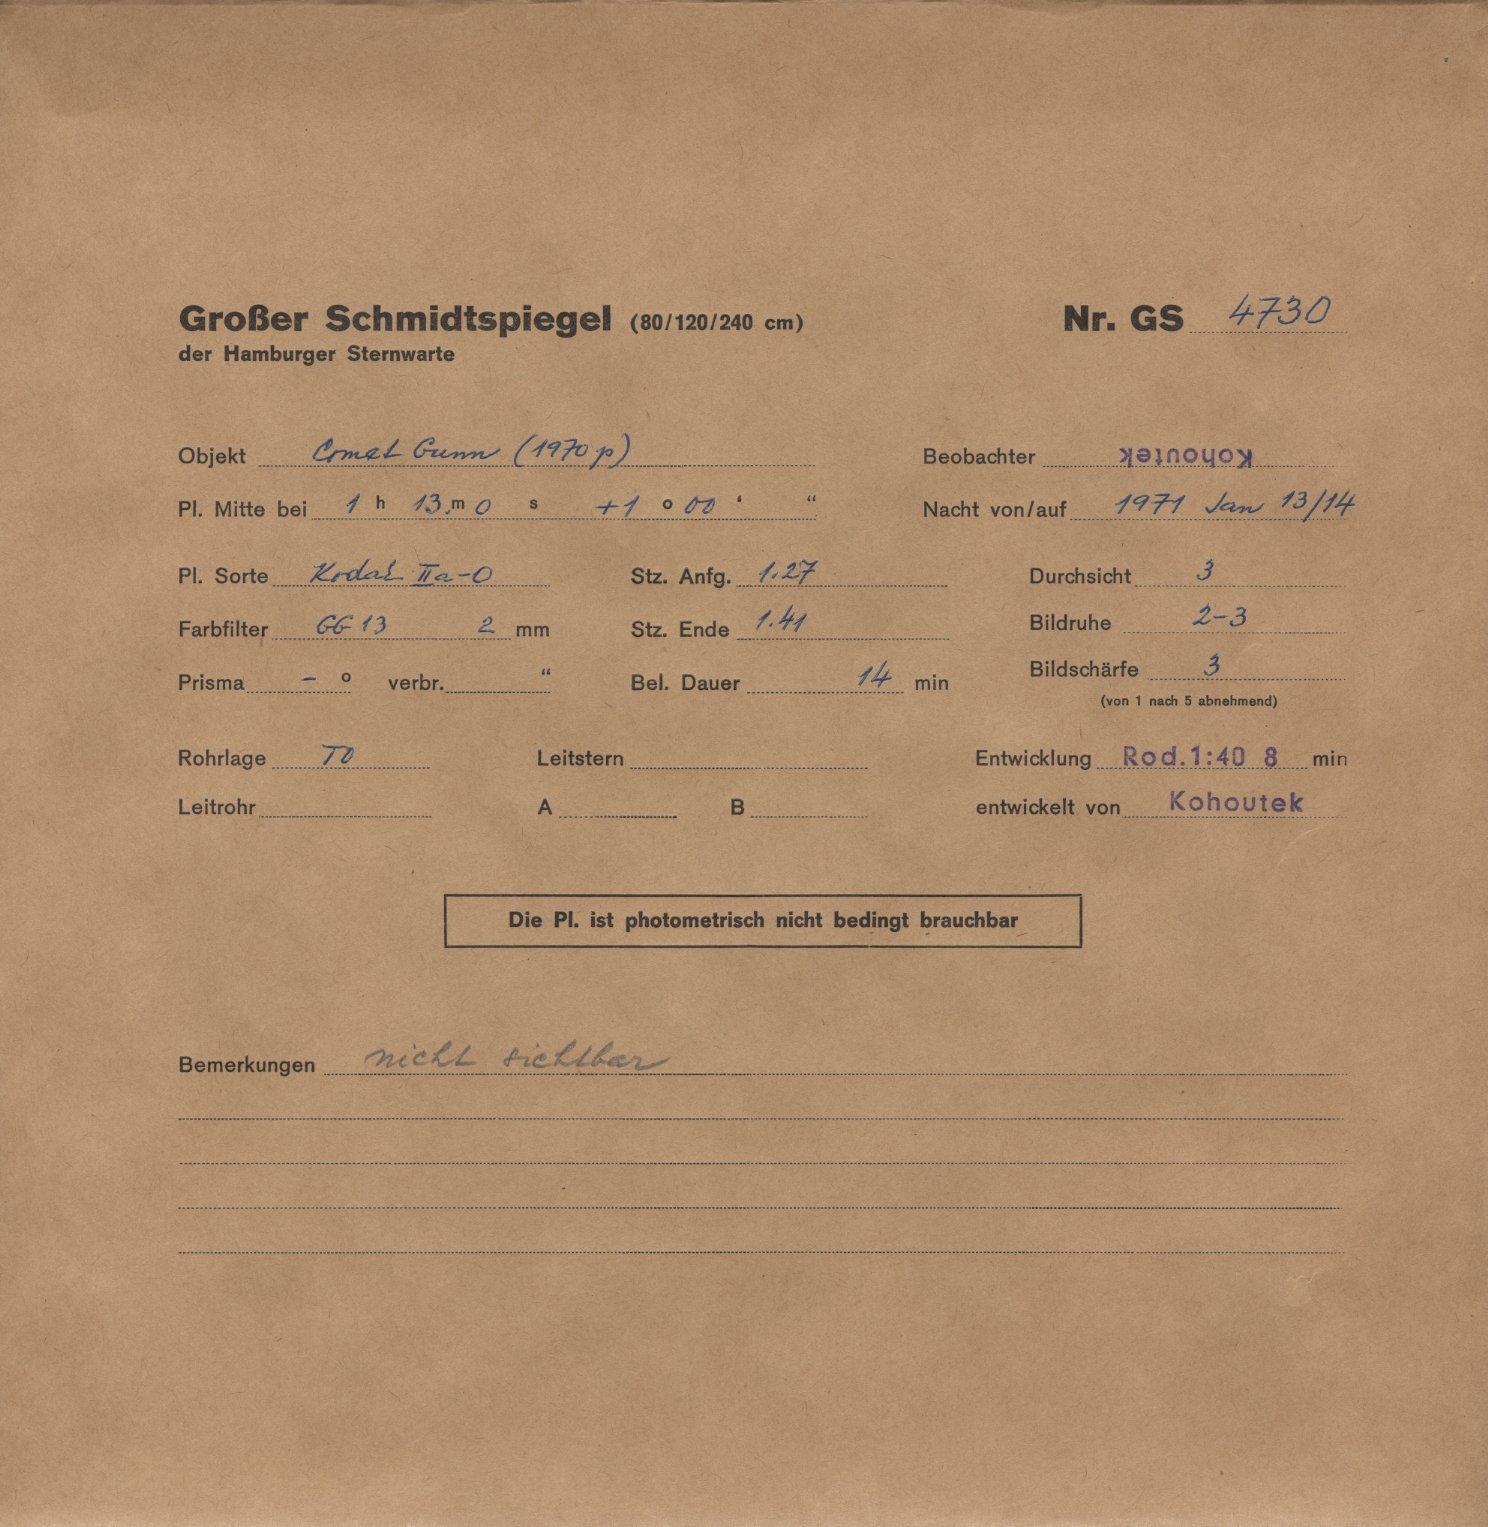 Großer Schmidtspiegel (80/120/240 cm) Nr. GS 4730
der Hamburger Sternwarte
Objekt Comet Gunn (1970 p) Beobachter Kohoutek
Pl. Mitte bei 1 h 13. m 0 s +1 o 00 ‘ “ Nacht von/auf 1971 Jan 13/14
Pl. Sorte Kodak IIa-O Stz. Anfg. 1.27 Durchsicht 3
Farbfilter GG 13 2 mm Stz. Ende 1.41 Bildruhe 2-3
Prisma – o verbr. “ Bel. Dauer 14 min Bildschärfe 3
(von 1 nach 5 abnehmend)
Rohrlage TO Leitstern Entwicklung Rod.1:40 8 min
Leitrohr A B entwickelt von Kohoutek
Die Pl. ist photometrisch nicht bedingt brauchbar
Bemerkungen nicht sichtbar